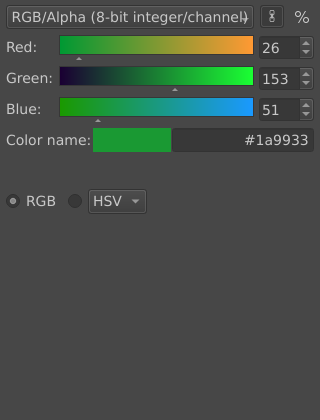 RGB/Alpha (8-bit integer/channel) %
Red: 26
Green: 153
Blue: 51
Color name: #1a9933
RGB HSV